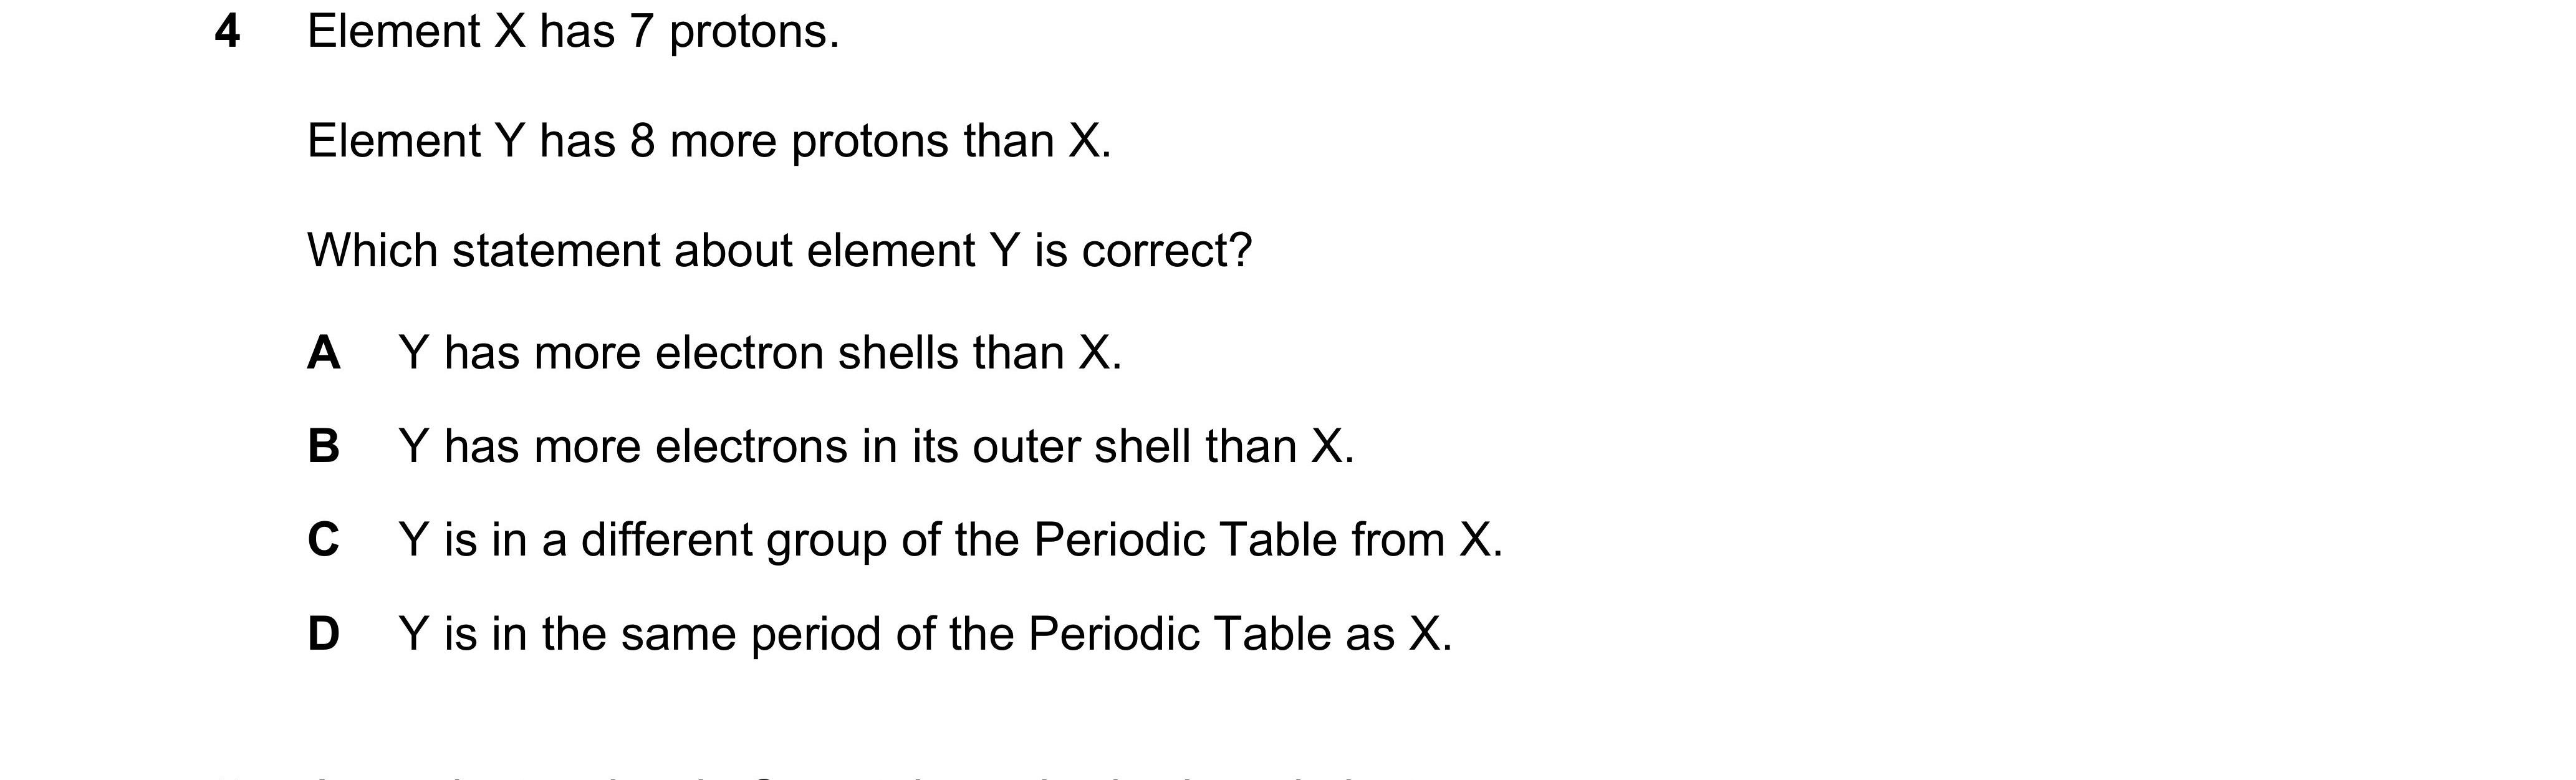 4 Element X has 7 protons.
Element Y has 8 more protons than X.
Which statement about element Y is correct?
A Y has more electron shells than X.
B Y has more electrons in its outer shell than X.
C Y is in a different group of the Periodic Table from X.
D Y is in the same period of the Periodic Table as X.